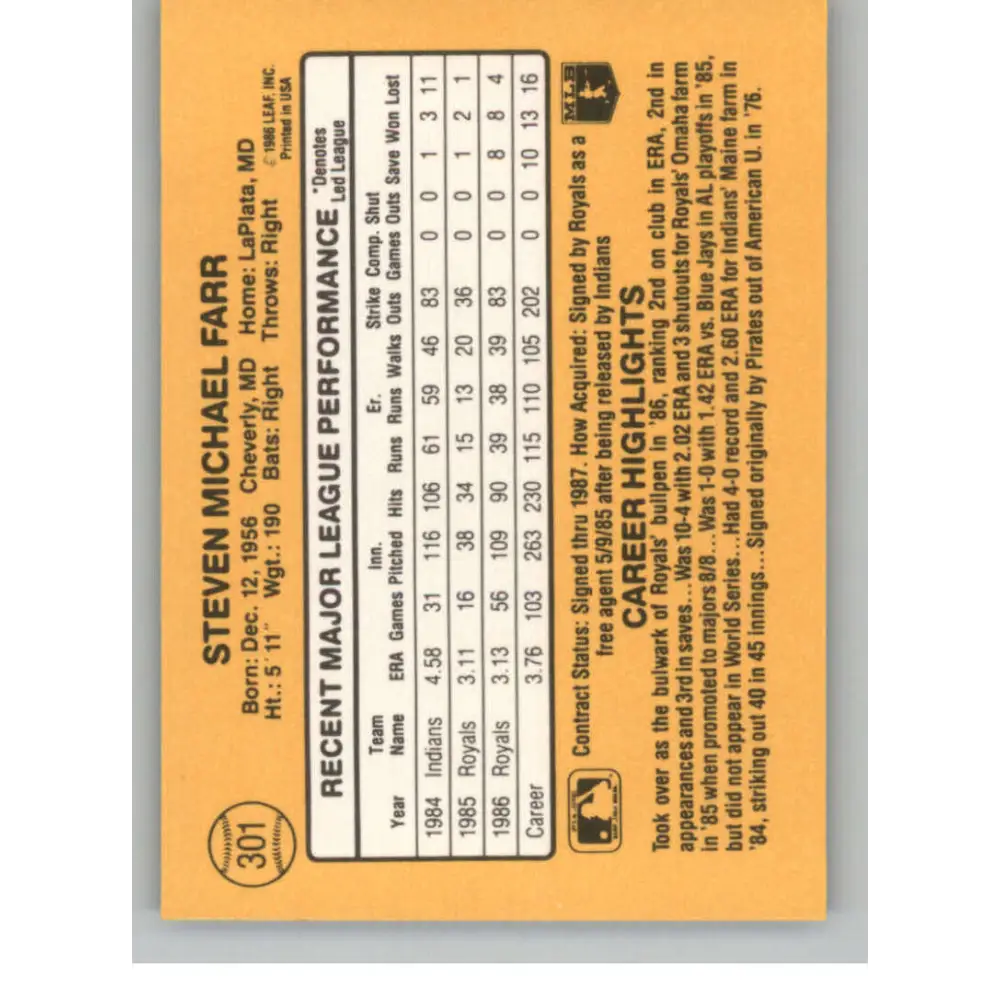 301
STEVEN MICHAEL FARR
Born: Dec. 12, 1956 Cheverly, MD Home: LaPlata, MD
Ht.: 5'11" Wgt.: 190 Bats: Right Throws: Right
© 1986 LEAF, INC.
Printed in USA
RECENT MAJOR LEAGUE PERFORMANCE *Denotes Led League
Year Team Name ERA Games Inn. Pitched Hits Runs Er. Runs Walks Strike Outs Comp. Games Shut Outs Save Won Lost
1984 Indians 4.58 31 116 106 61 59 46 83 0 0 1 3 11
1985 Royals 3.11 16 38 34 15 13 20 36 0 0 1 2 1
1986 Royals 3.13 56 109 90 39 38 39 83 0 0 8 8 4
Career 3.76 103 263 230 115 110 105 202 0 0 10 13 16
Contract Status: Signed thru 1987. How Acquired: Signed by Royals as a
free agent 5/9/85 after being released by Indians
MLB
CAREER HIGHLIGHTS
Took over as the bulwark of Royals' bullpen in '86, ranking 2nd on club in ERA, 2nd in
appearances and 3rd in saves...Was 10-4 with 2.02 ERA and 3 shutouts for Royals' Omaha farm
in '85 when promoted to majors 8/8...Was 1-0 with 1.42 ERA vs. Blue Jays in AL playoffs in '85,
but did not appear in World Series...Had 4-0 record and 2.60 ERA for Indians' Maine farm in
'84, striking out 40 in 45 innings...Signed originally by Pirates out of American U. in '76.